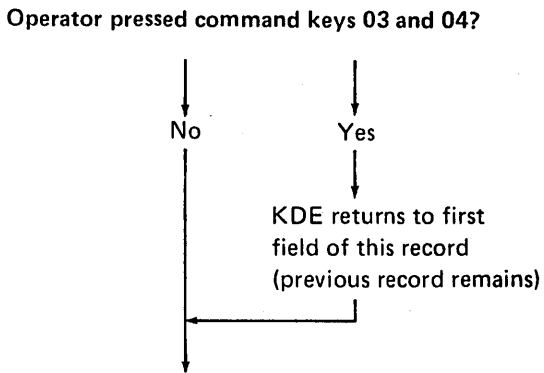 Operator pressed command keys 03 and 04?
No
Yes
KDE returns to first
field of this record
(previous record remains)